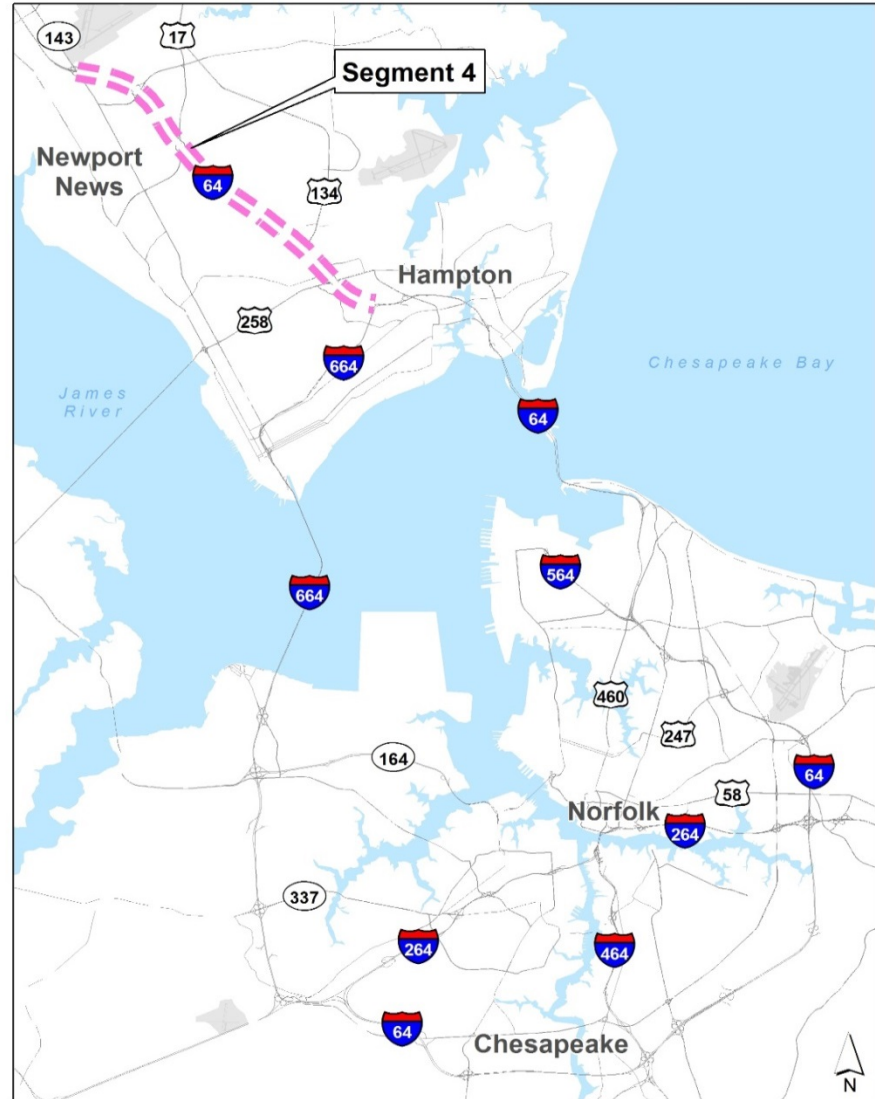 143
17
Segment 4
Newport
News
64
134
Hampton
258
664
James
River
Chesapeake Bay
64
564
664
460
247
164
64
58
Norfolk
264
337
264
464
64
Chesapeake
N